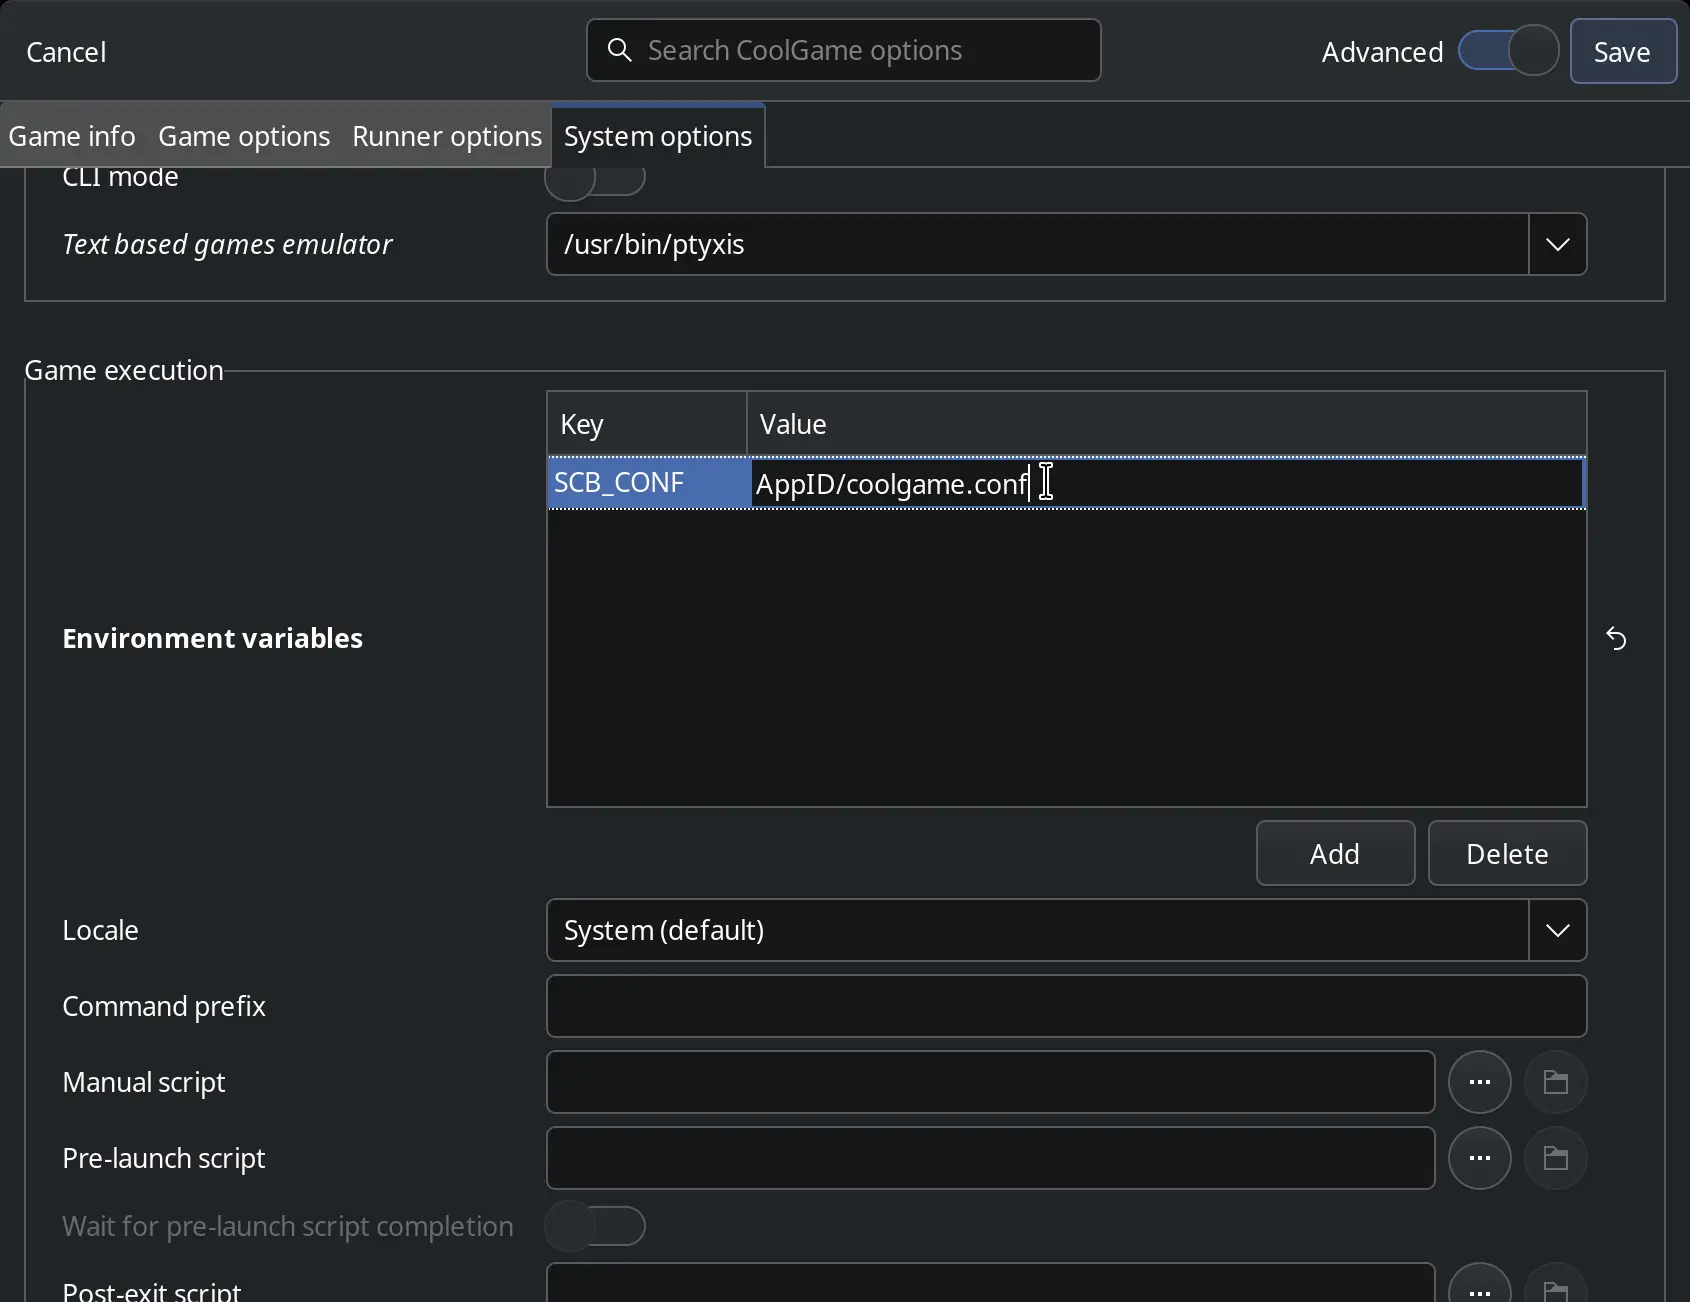 Cancel
Search CoolGame options
Advanced
Save
Game info
Game options
Runner options
System options
CLI mode
Text based games emulator
/usr/bin/ptyxis
Game execution
Key
Value
SCB_CONF
AppID/coolgame.conf
Environment variables
Add
Delete
Locale
System (default)
Command prefix
Manual script
Pre-launch script
Wait for pre-launch script completion
Post-exit script